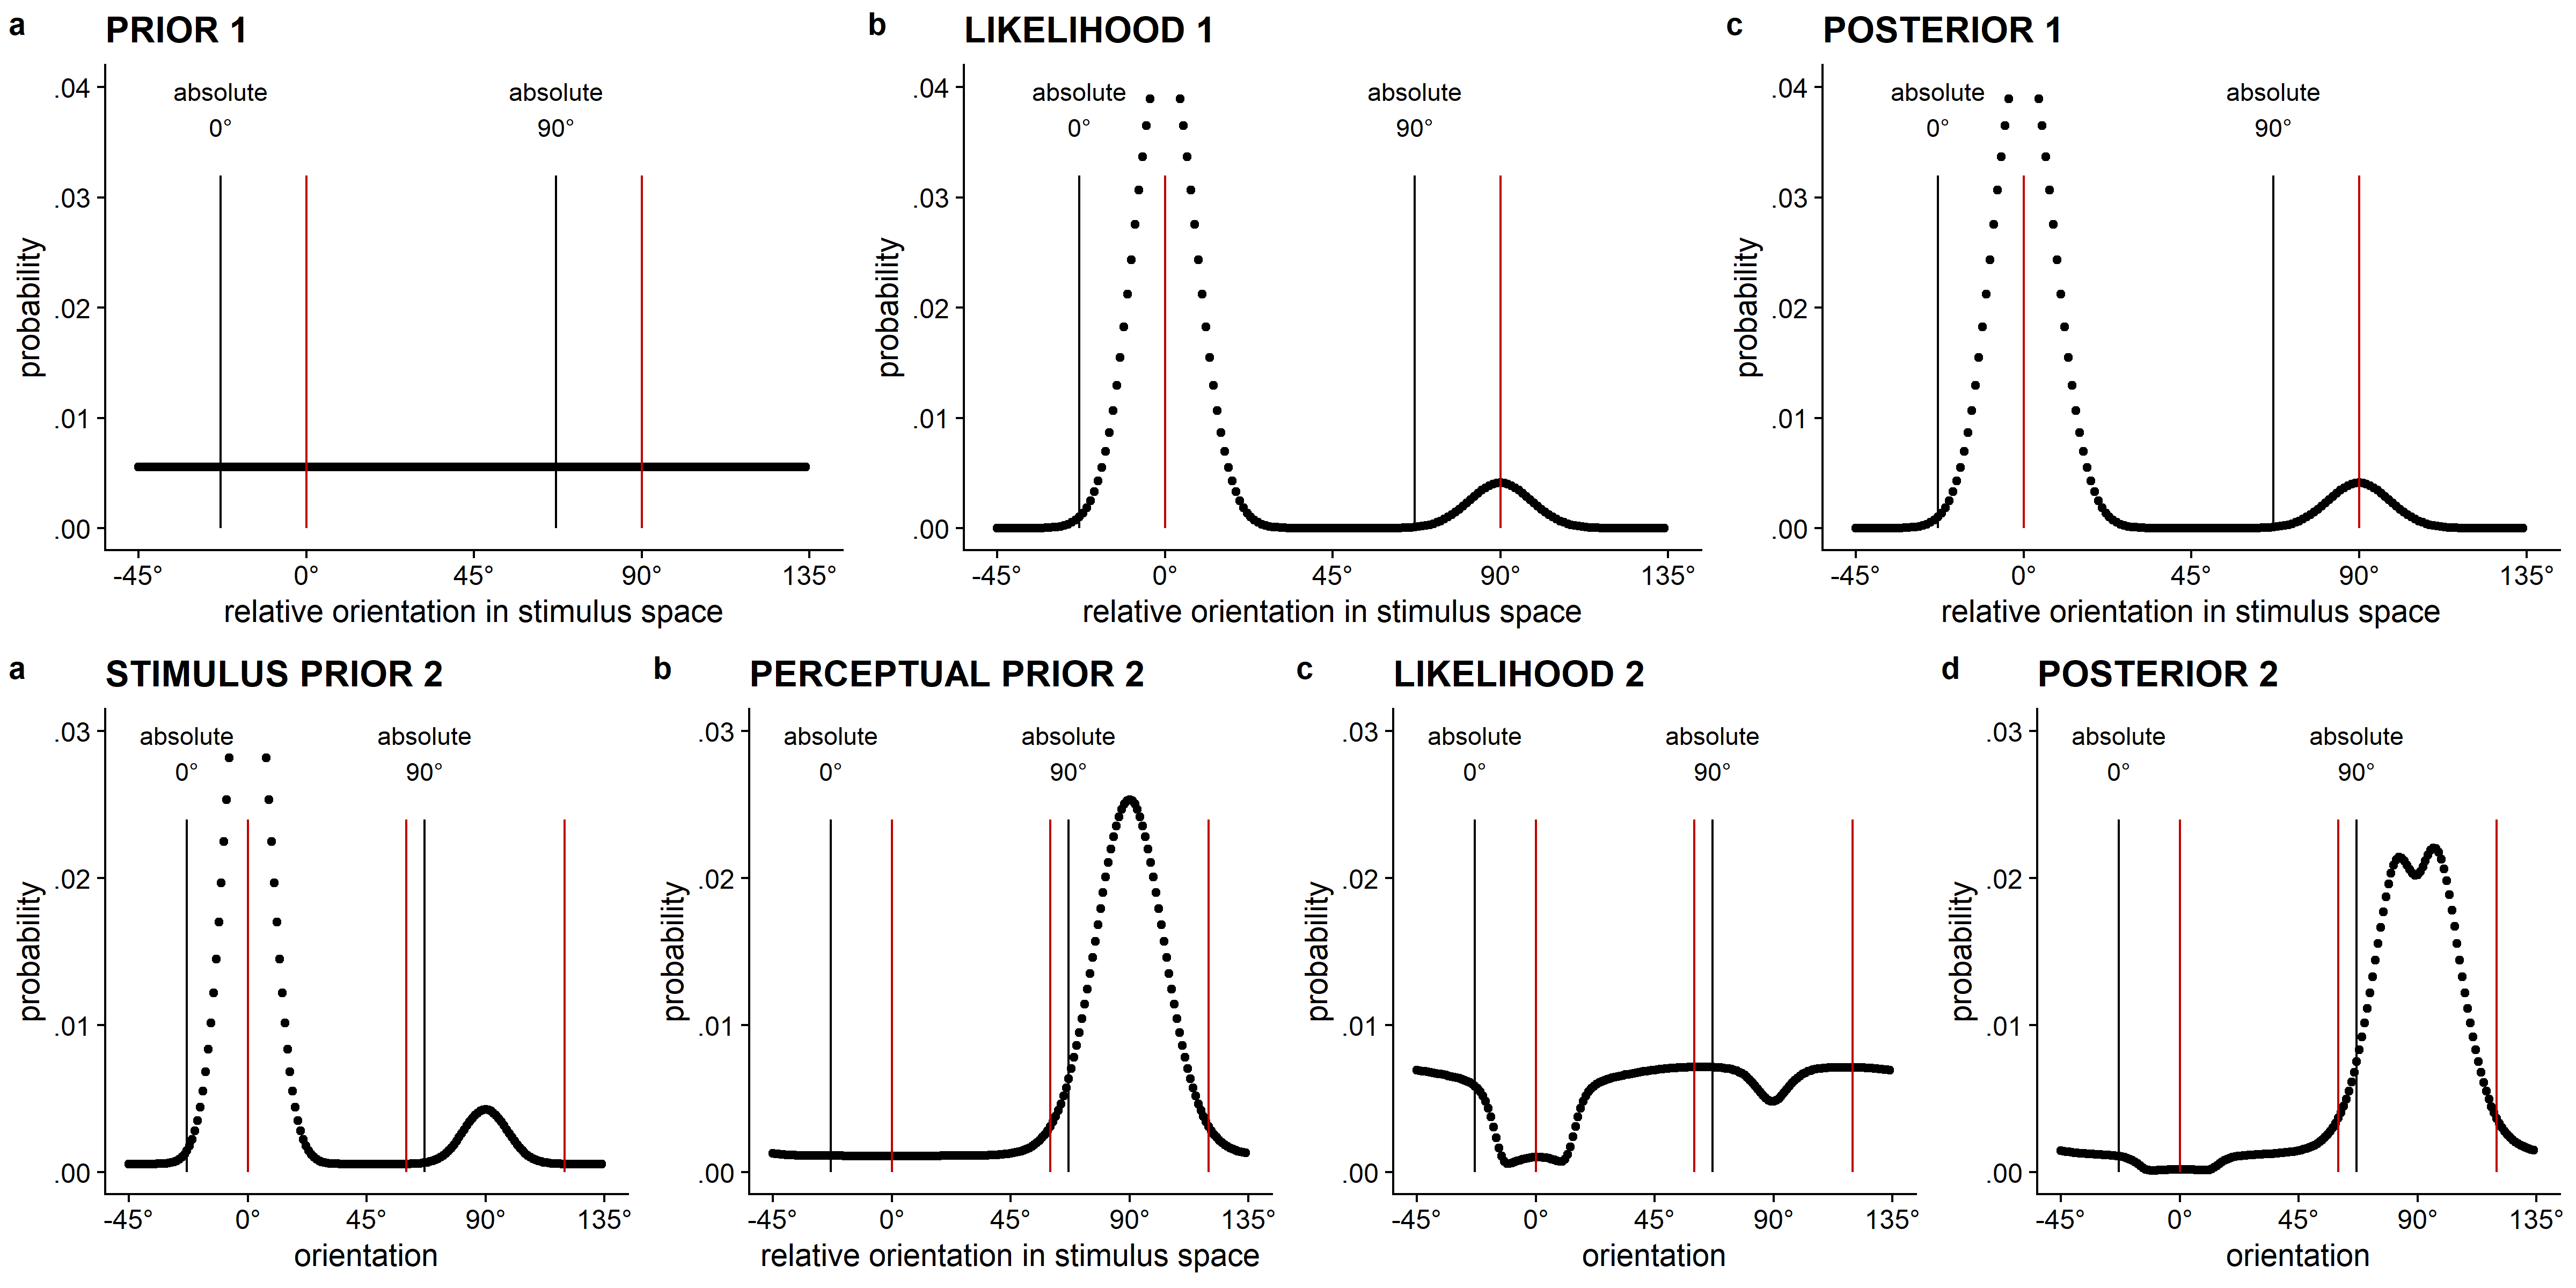 a PRIOR 1
absolute 0°
absolute 90°
.04
.03
.02
.01
.00
probability
-45° 0° 45° 90° 135°
relative orientation in stimulus space
b LIKELIHOOD 1
absolute 0°
absolute 90°
.04
.03
.02
.01
.00
probability
-45° 0° 45° 90° 135°
relative orientation in stimulus space
c POSTERIOR 1
absolute 0°
absolute 90°
.04
.03
.02
.01
.00
probability
-45° 0° 45° 90° 135°
relative orientation in stimulus space
a STIMULUS PRIOR 2
absolute 0°
absolute 90°
.03
.02
.01
.00
probability
-45° 0° 45° 90° 135°
orientation
b PERCEPTUAL PRIOR 2
absolute 0°
absolute 90°
.03
.02
.01
.00
probability
-45° 0° 45° 90° 135°
relative orientation in stimulus space
c LIKELIHOOD 2
absolute 0°
absolute 90°
.03
.02
.01
.00
probability
-45° 0° 45° 90° 135°
orientation
d POSTERIOR 2
absolute 0°
absolute 90°
.03
.02
.01
.00
probability
-45° 0° 45° 90° 135°
orientation